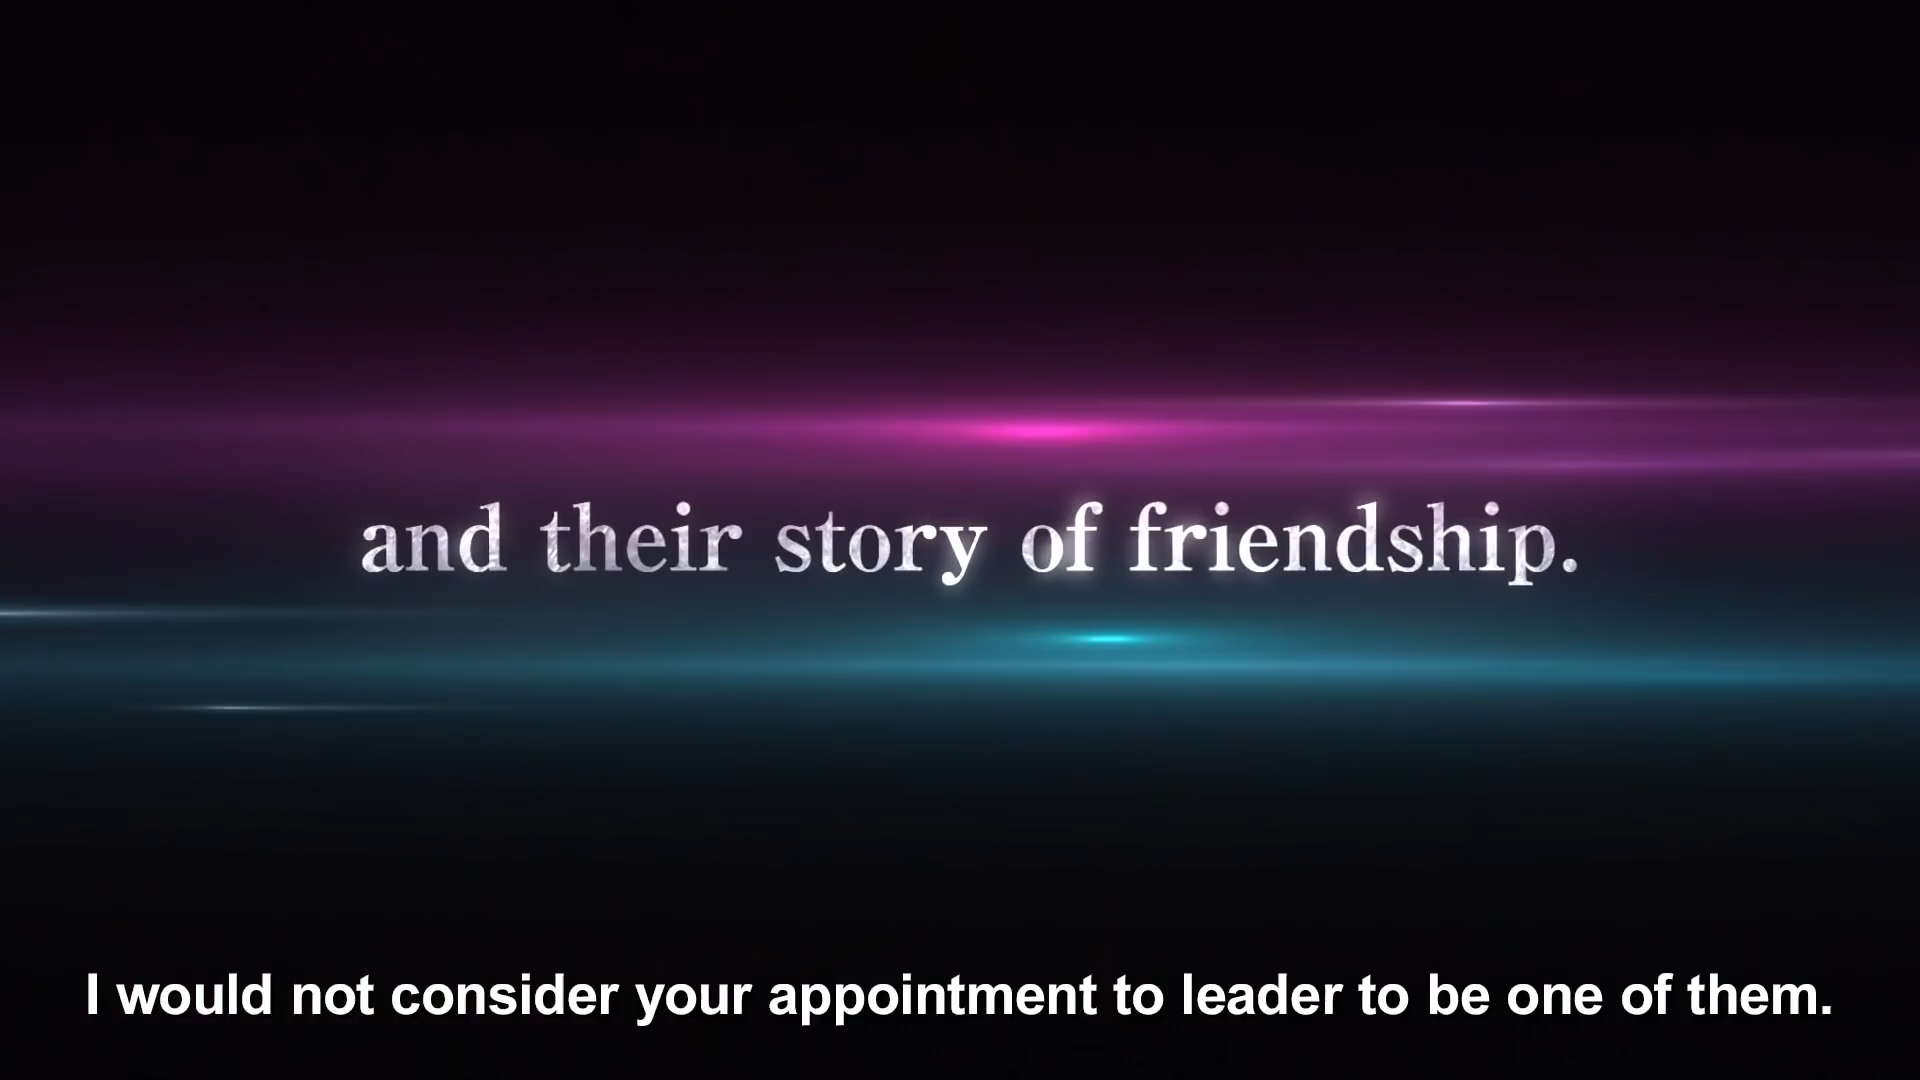 and their story of friendship.
I would not consider your appointment to leader to be one of them.